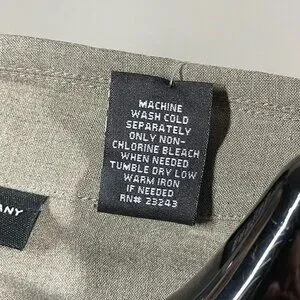 MACHINE
WASH COLD
SEPARATELY
ONLY NON-
CHLORINE BLEACH
WHEN NEEDED
TUMBLE DRY LOW
WARM IRON
IF NEEDED
RN# 23243
ANY